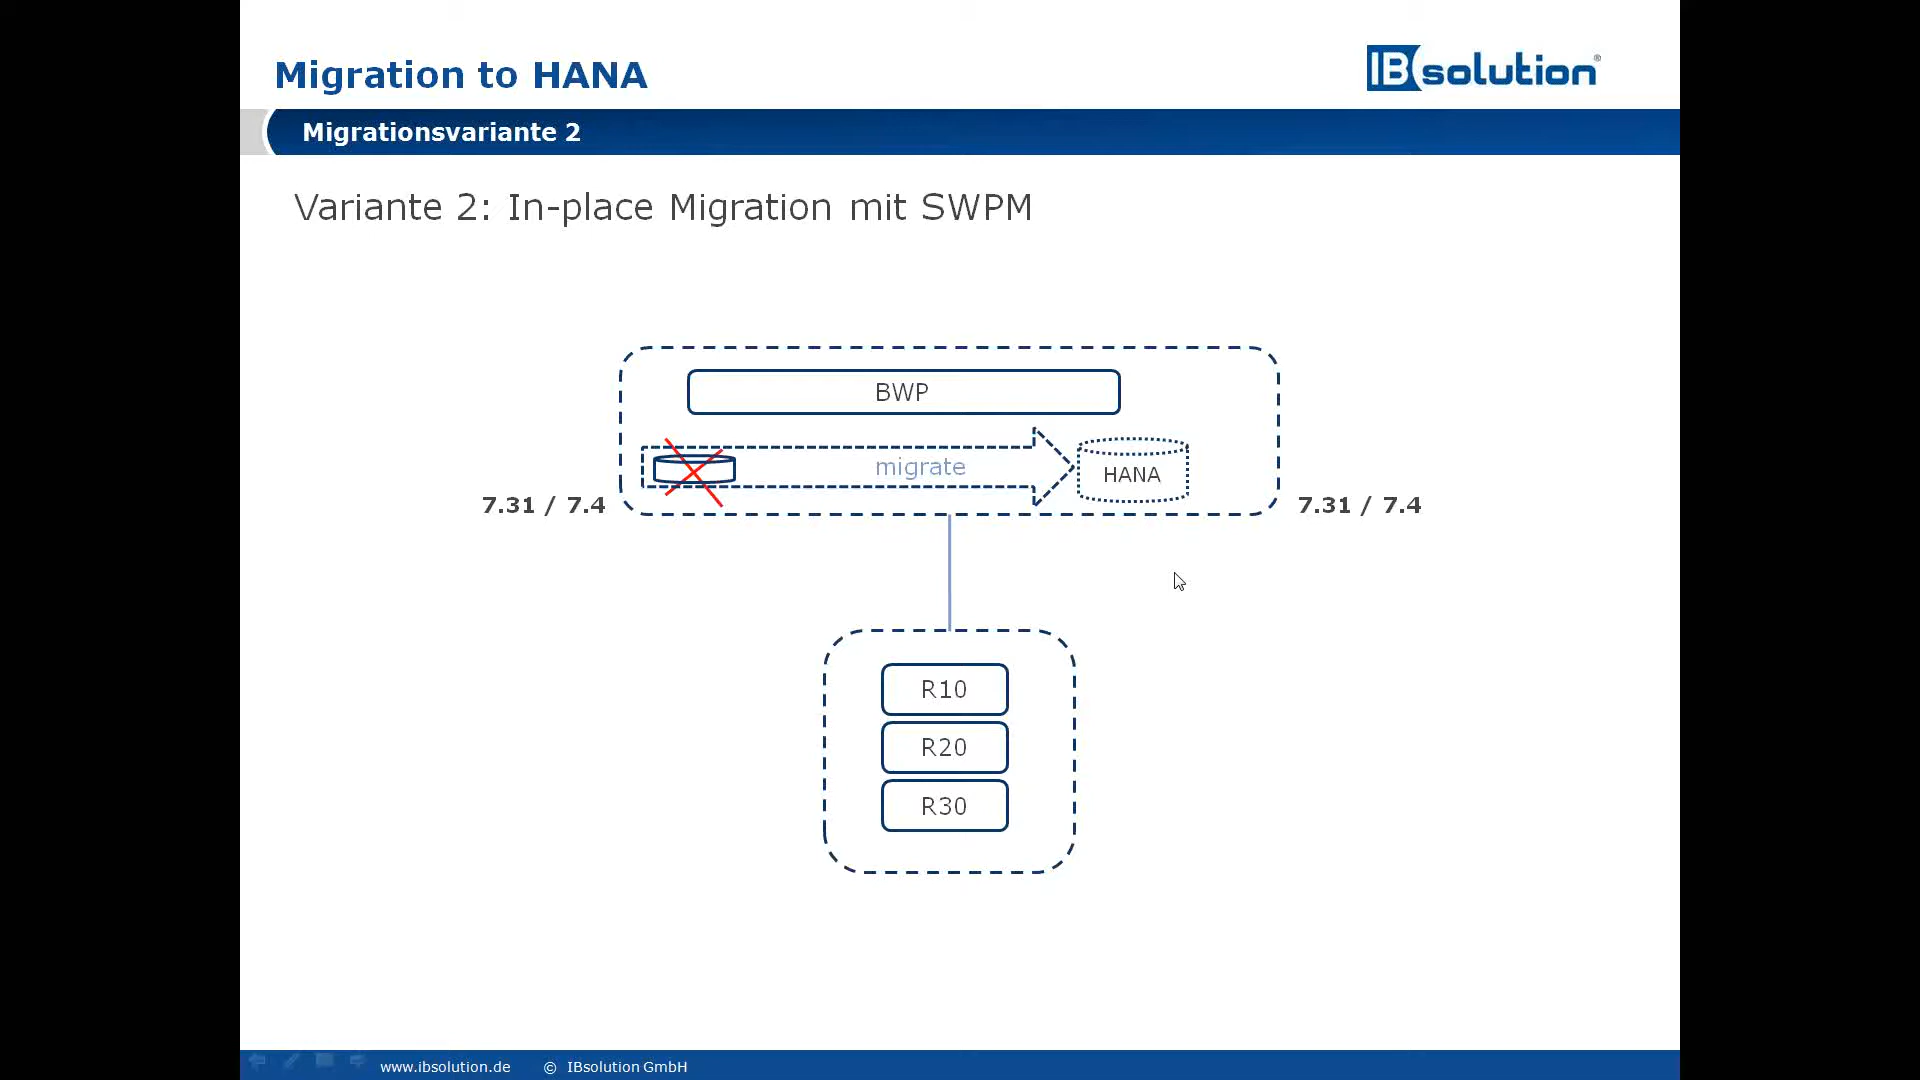 Migration to HANA
IBsolution®
Migrationsvariante 2
Variante 2: In-place Migration mit SWPM
BWP
migrate
HANA
7.31 / 7.4
7.31 / 7.4
R10
R20
R30
www.ibsolution.de © IBsolution GmbH